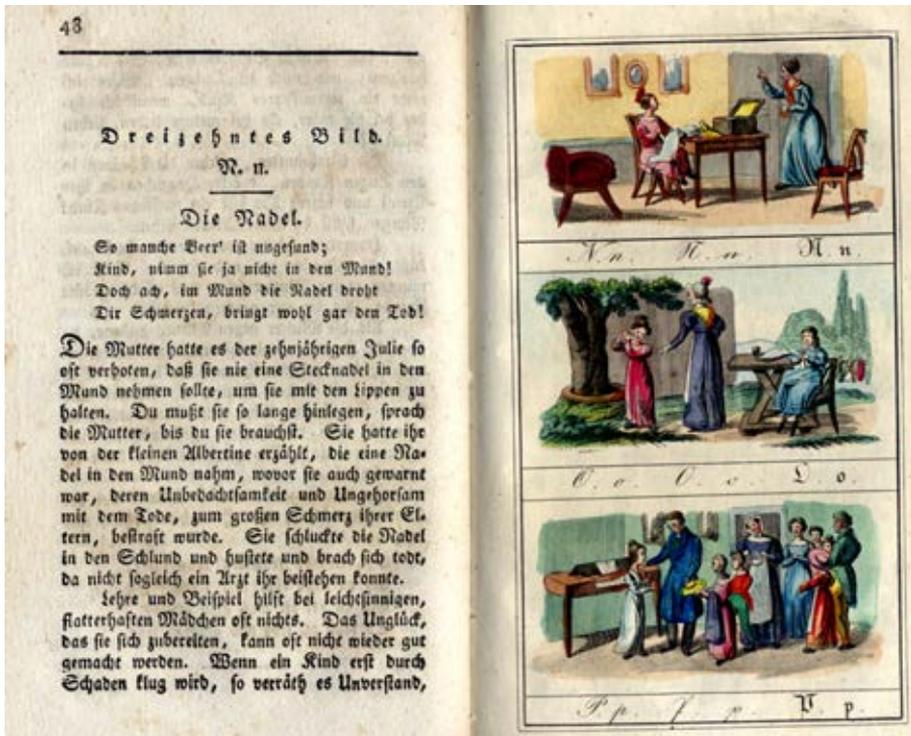 48
Dreizehntes Bild.
N. n.
Die Nadel.
So manche Beer' ist ungesund;
Kind, nimm sie ja nicht in den Mund!
Doch ach, im Mund die Nadel droht
Dir Schmerzen, bringt wohl gar den Tod!
Die Mutter hatte es der zehnjährigen Julie so
oft verboten, daß sie nie eine Stecknadel in den
Mund nehmen sollte, um sie mit den Lippen zu
halten. Du mußt sie so lange hinlegen, sprach
die Mutter, bis du sie brauchst. Sie hatte ihr
von der kleinen Albertine erzählt, die eine Na-
del in den Mund nahm, wovor sie auch gewarnt
war, deren Unbedachtsamkeit und Ungehorsam
mit dem Tode, zum großen Schmerz ihrer El-
tern, bestraft wurde. Sie schluckte die Nadel
in den Schlund und hustete und brach sich todt,
da nicht sogleich ein Arzt ihr beistehen konnte.
Lehre und Beispiel hilft bei leichtsinnigen,
flatterhaften Mädchen oft nichts. Das Unglück,
das sie sich zubereiten, kann oft nicht wieder gut
gemacht werden. Wenn ein Kind erst durch
Schaden klug wird, so verräth es Unverstand,
N. n. N. n. N. n.
O. o. O. o. O. o.
P. p. P. p. P. p.